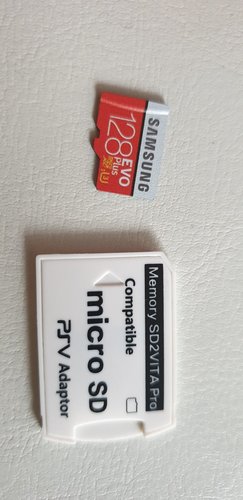 SAMSUNG
128
EVO
Plus
Memory SD2VITA Pro
Compatible
micro SD
PSV Adaptor